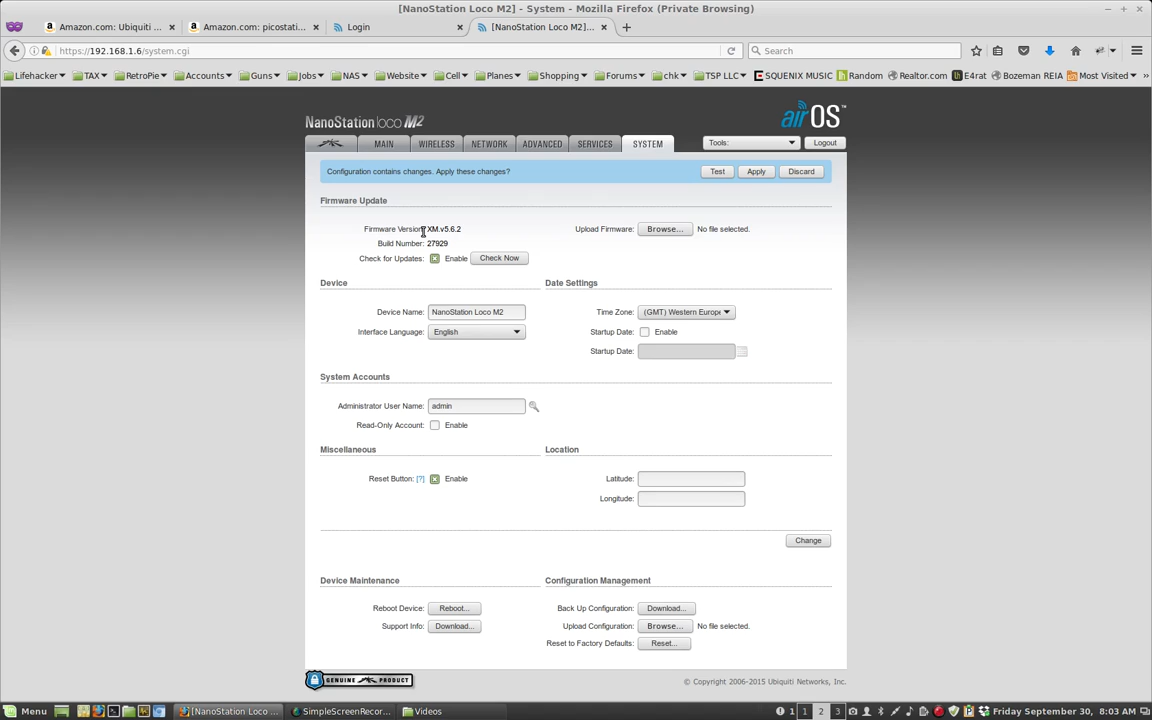 [NanoStation Loco M2] - System - Mozilla Firefox (Private Browsing)
Amazon.com: Ubiquiti ...
Amazon.com: picostati...
Login
[NanoStation Loco M2]...
https://192.168.1.6/system.cgi
Search
Lifehacker TAX RetroPie Accounts Guns Jobs NAS Website Cell Planes Shopping Forums chk TSP LLC SQUENIX MUSIC Random Realtor.com E4rat Bozeman REIA Most Visited »
NanoStation loco M2
airOS™
MAIN WIRELESS NETWORK ADVANCED SERVICES SYSTEM Tools: Logout
Configuration contains changes. Apply these changes? Test Apply Discard
Firmware Update
Firmware Version: XM.v5.6.2 Upload Firmware: Browse... No file selected.
Build Number: 27929
Check for Updates: Enable Check Now
Device Date Settings
Device Name: NanoStation Loco M2 Time Zone: (GMT) Western Europe
Interface Language: English Startup Date: Enable
Startup Date:
System Accounts
Administrator User Name: admin
Read-Only Account: Enable
Miscellaneous Location
Reset Button: [?] Enable Latitude:
Longitude:
Change
Device Maintenance Configuration Management
Reboot Device: Reboot... Back Up Configuration: Download...
Support Info: Download... Upload Configuration: Browse... No file selected.
Reset to Factory Defaults: Reset...
GENUINE PRODUCT © Copyright 2006-2015 Ubiquiti Networks, Inc.
Menu [NanoStation Loco ... SimpleScreenRecor... Videos 1 1 2 3 Friday September 30, 8:03 AM